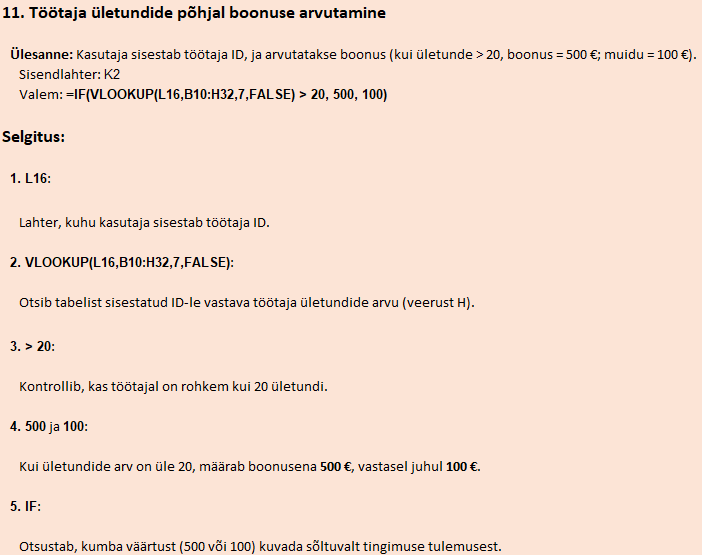 11. Töötaja ületundide põhjal boonuse arvutamine
Ülesanne: Kasutaja sisestab töötaja ID, ja arvutatakse boonus (kui ületunde > 20, boonus = 500 €; muidu = 100 €).
Sisendlahter: K2
Valem: =IF(VLOOKUP(L16,B10:H32,7,FALSE) > 20, 500, 100)
Selgitus:
1. L16:
Lahter, kuhu kasutaja sisestab töötaja ID.
2. VLOOKUP(L16,B10:H32,7,FALSE):
Otsib tabelist sisestatud ID-le vastava töötaja ületundide arvu (veerust H).
3. > 20:
Kontrollib, kas töötajal on rohkem kui 20 ületundi.
4. 500 ja 100:
Kui ületundide arv on üle 20, määrab boonusena 500 €, vastasel juhul 100 €.
5. IF:
Otsustab, kumba väärtust (500 või 100) kuvada sõltuvalt tingimuse tulemusest.